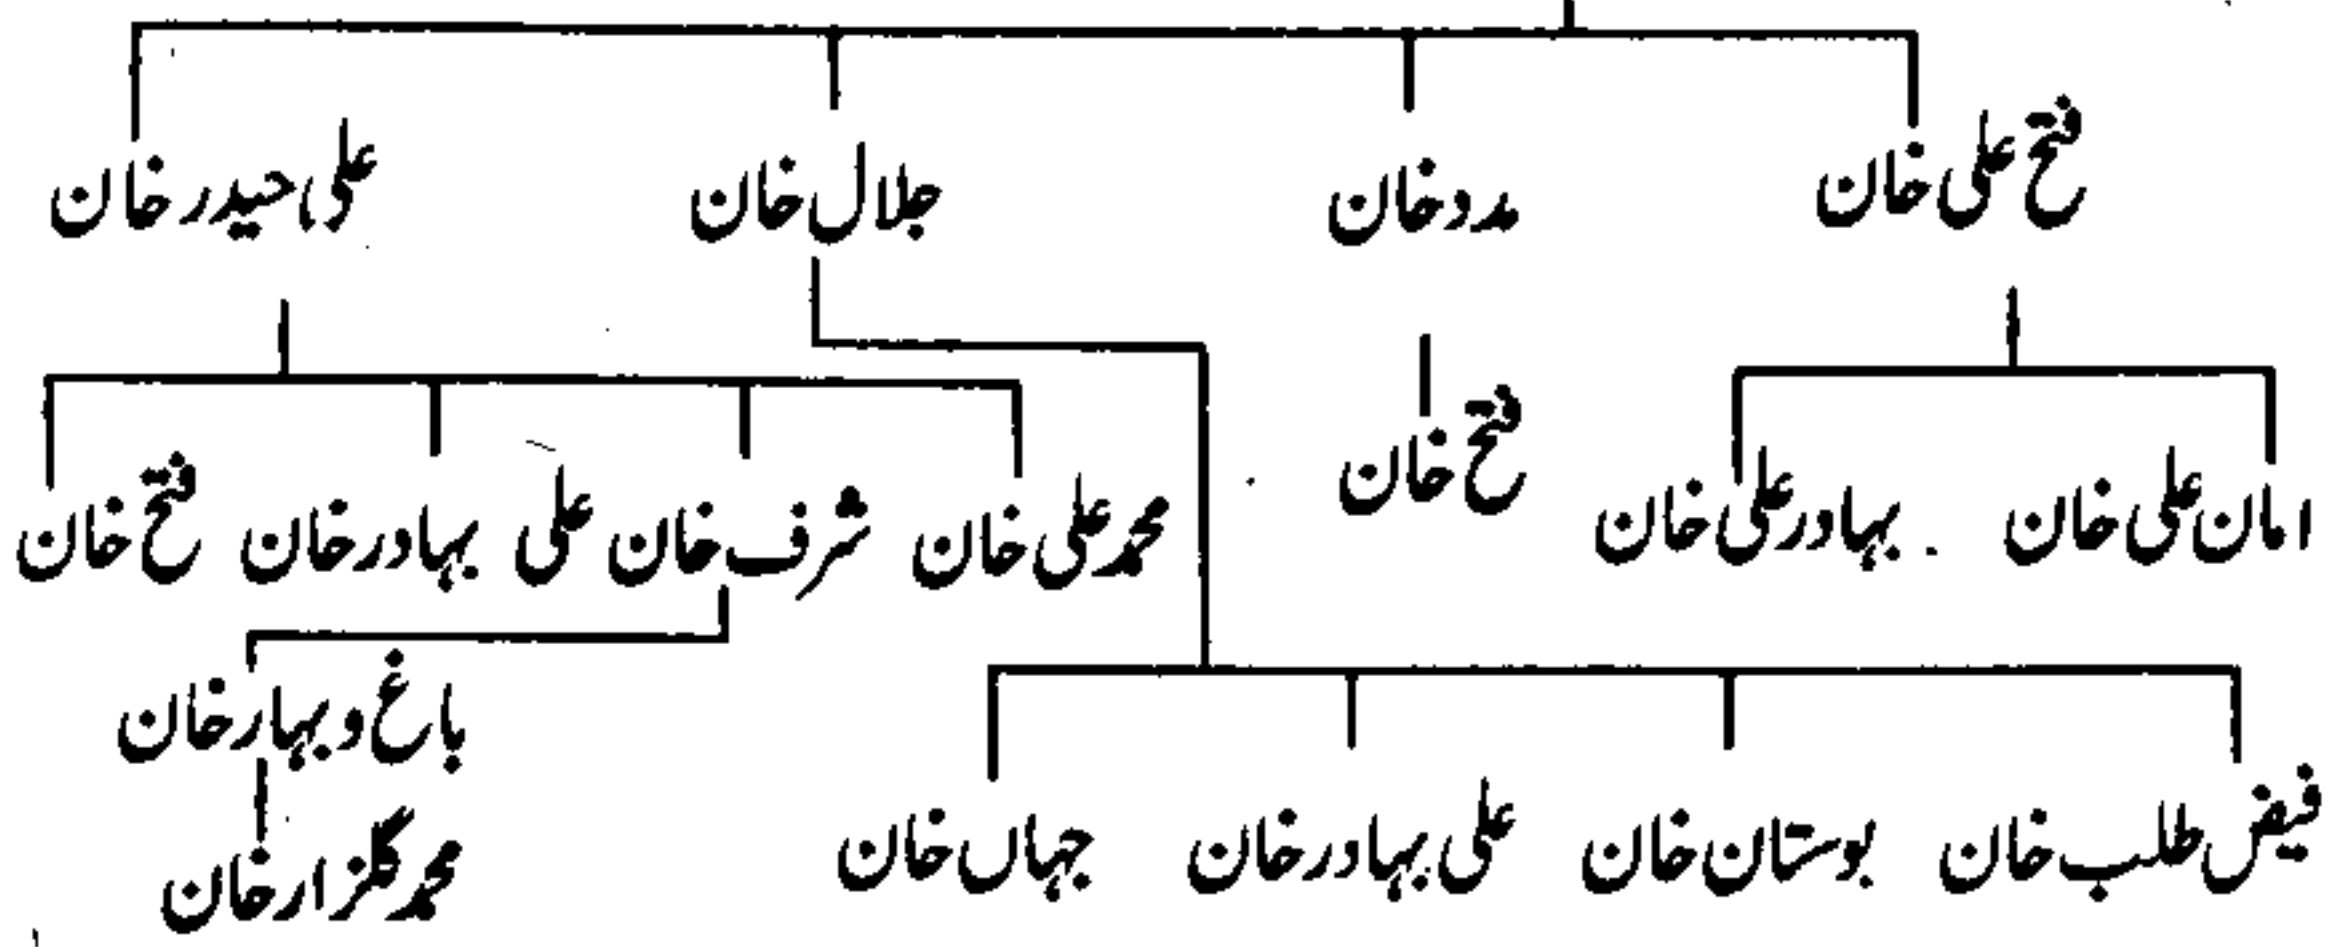 فتح علی خان مدد خان جلال خان علی حیدر خان
فتح خان
امان علی خان بہادر علی خان
محمد علی خان شرف خان علی بہادر خان فتح خان
باغ و بہار خان
فیض طلب خان بوستان خان علی بہادر خان جہاں خان
محمد گلزار خان